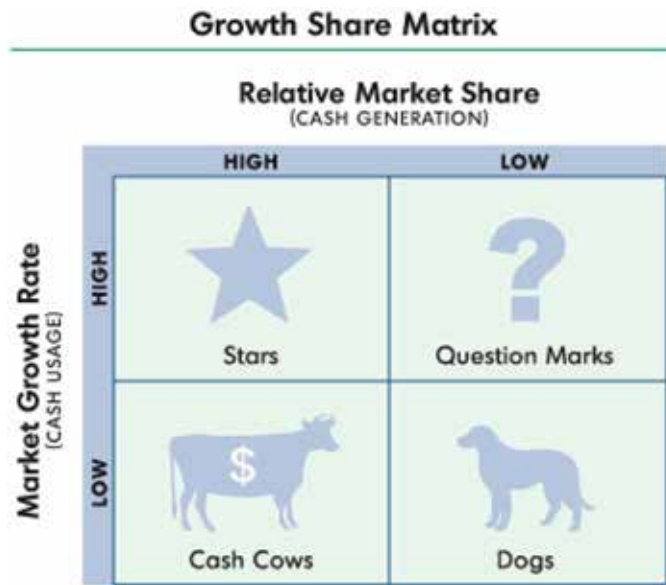 Growth Share Matrix
Relative Market Share
(CASH GENERATION)
HIGH
LOW
Market Growth Rate
(CASH USAGE)
HIGH
Stars
?
Question Marks
LOW
$
Cash Cows
Dogs